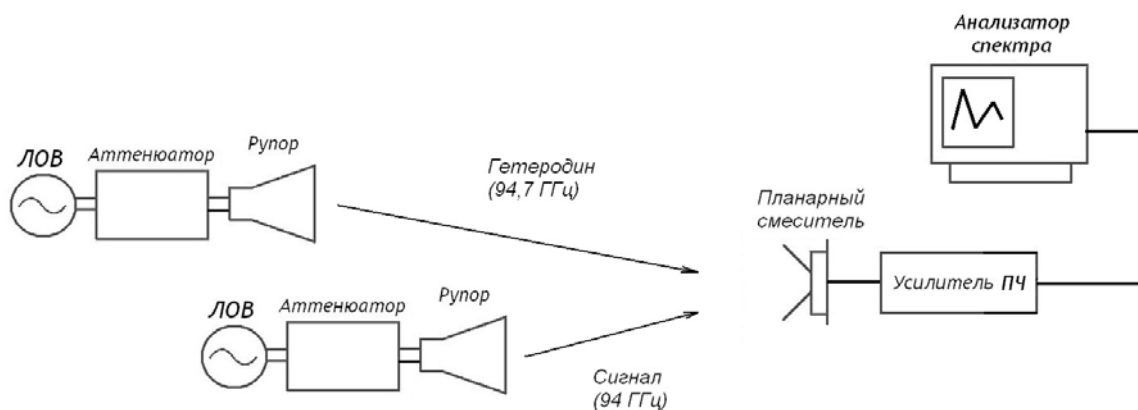 Анализатор
спектра
ЛОВ
Аттенюатор
Рупор
Гетеродин
(94,7 ГГц)
Планарный
смеситель
Усилитель ПЧ
ЛОВ
Аттенюатор
Рупор
Сигнал
(94 ГГц)